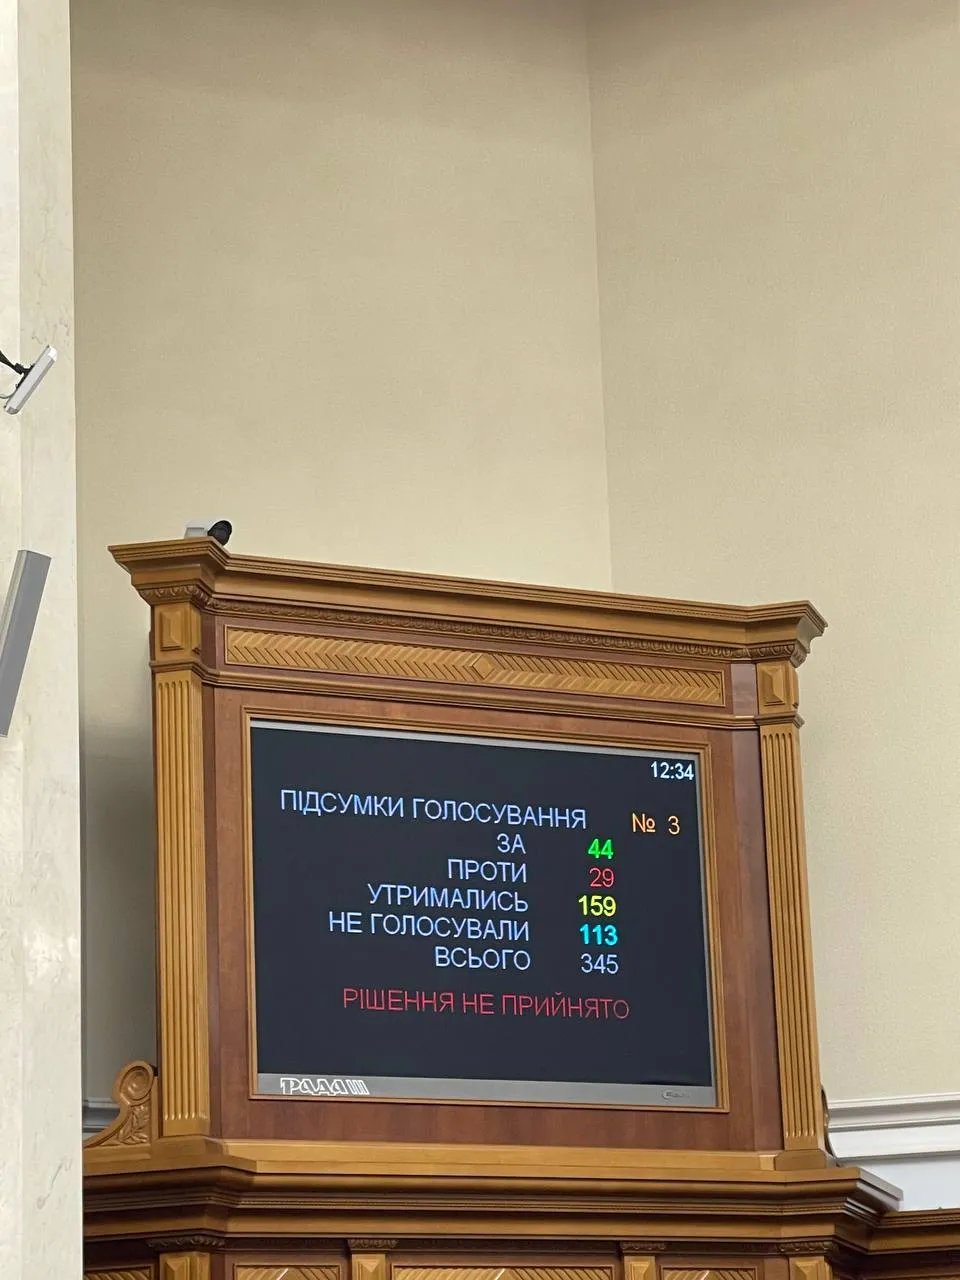 12:34
ПІДСУМКИ ГОЛОСУВАННЯ № 3
ЗА 44
ПРОТИ 29
УТРИМАЛИСЬ 159
НЕ ГОЛОСУВАЛИ 113
ВСЬОГО 345
РІШЕННЯ НЕ ПРИЙНЯТО
РАДА III